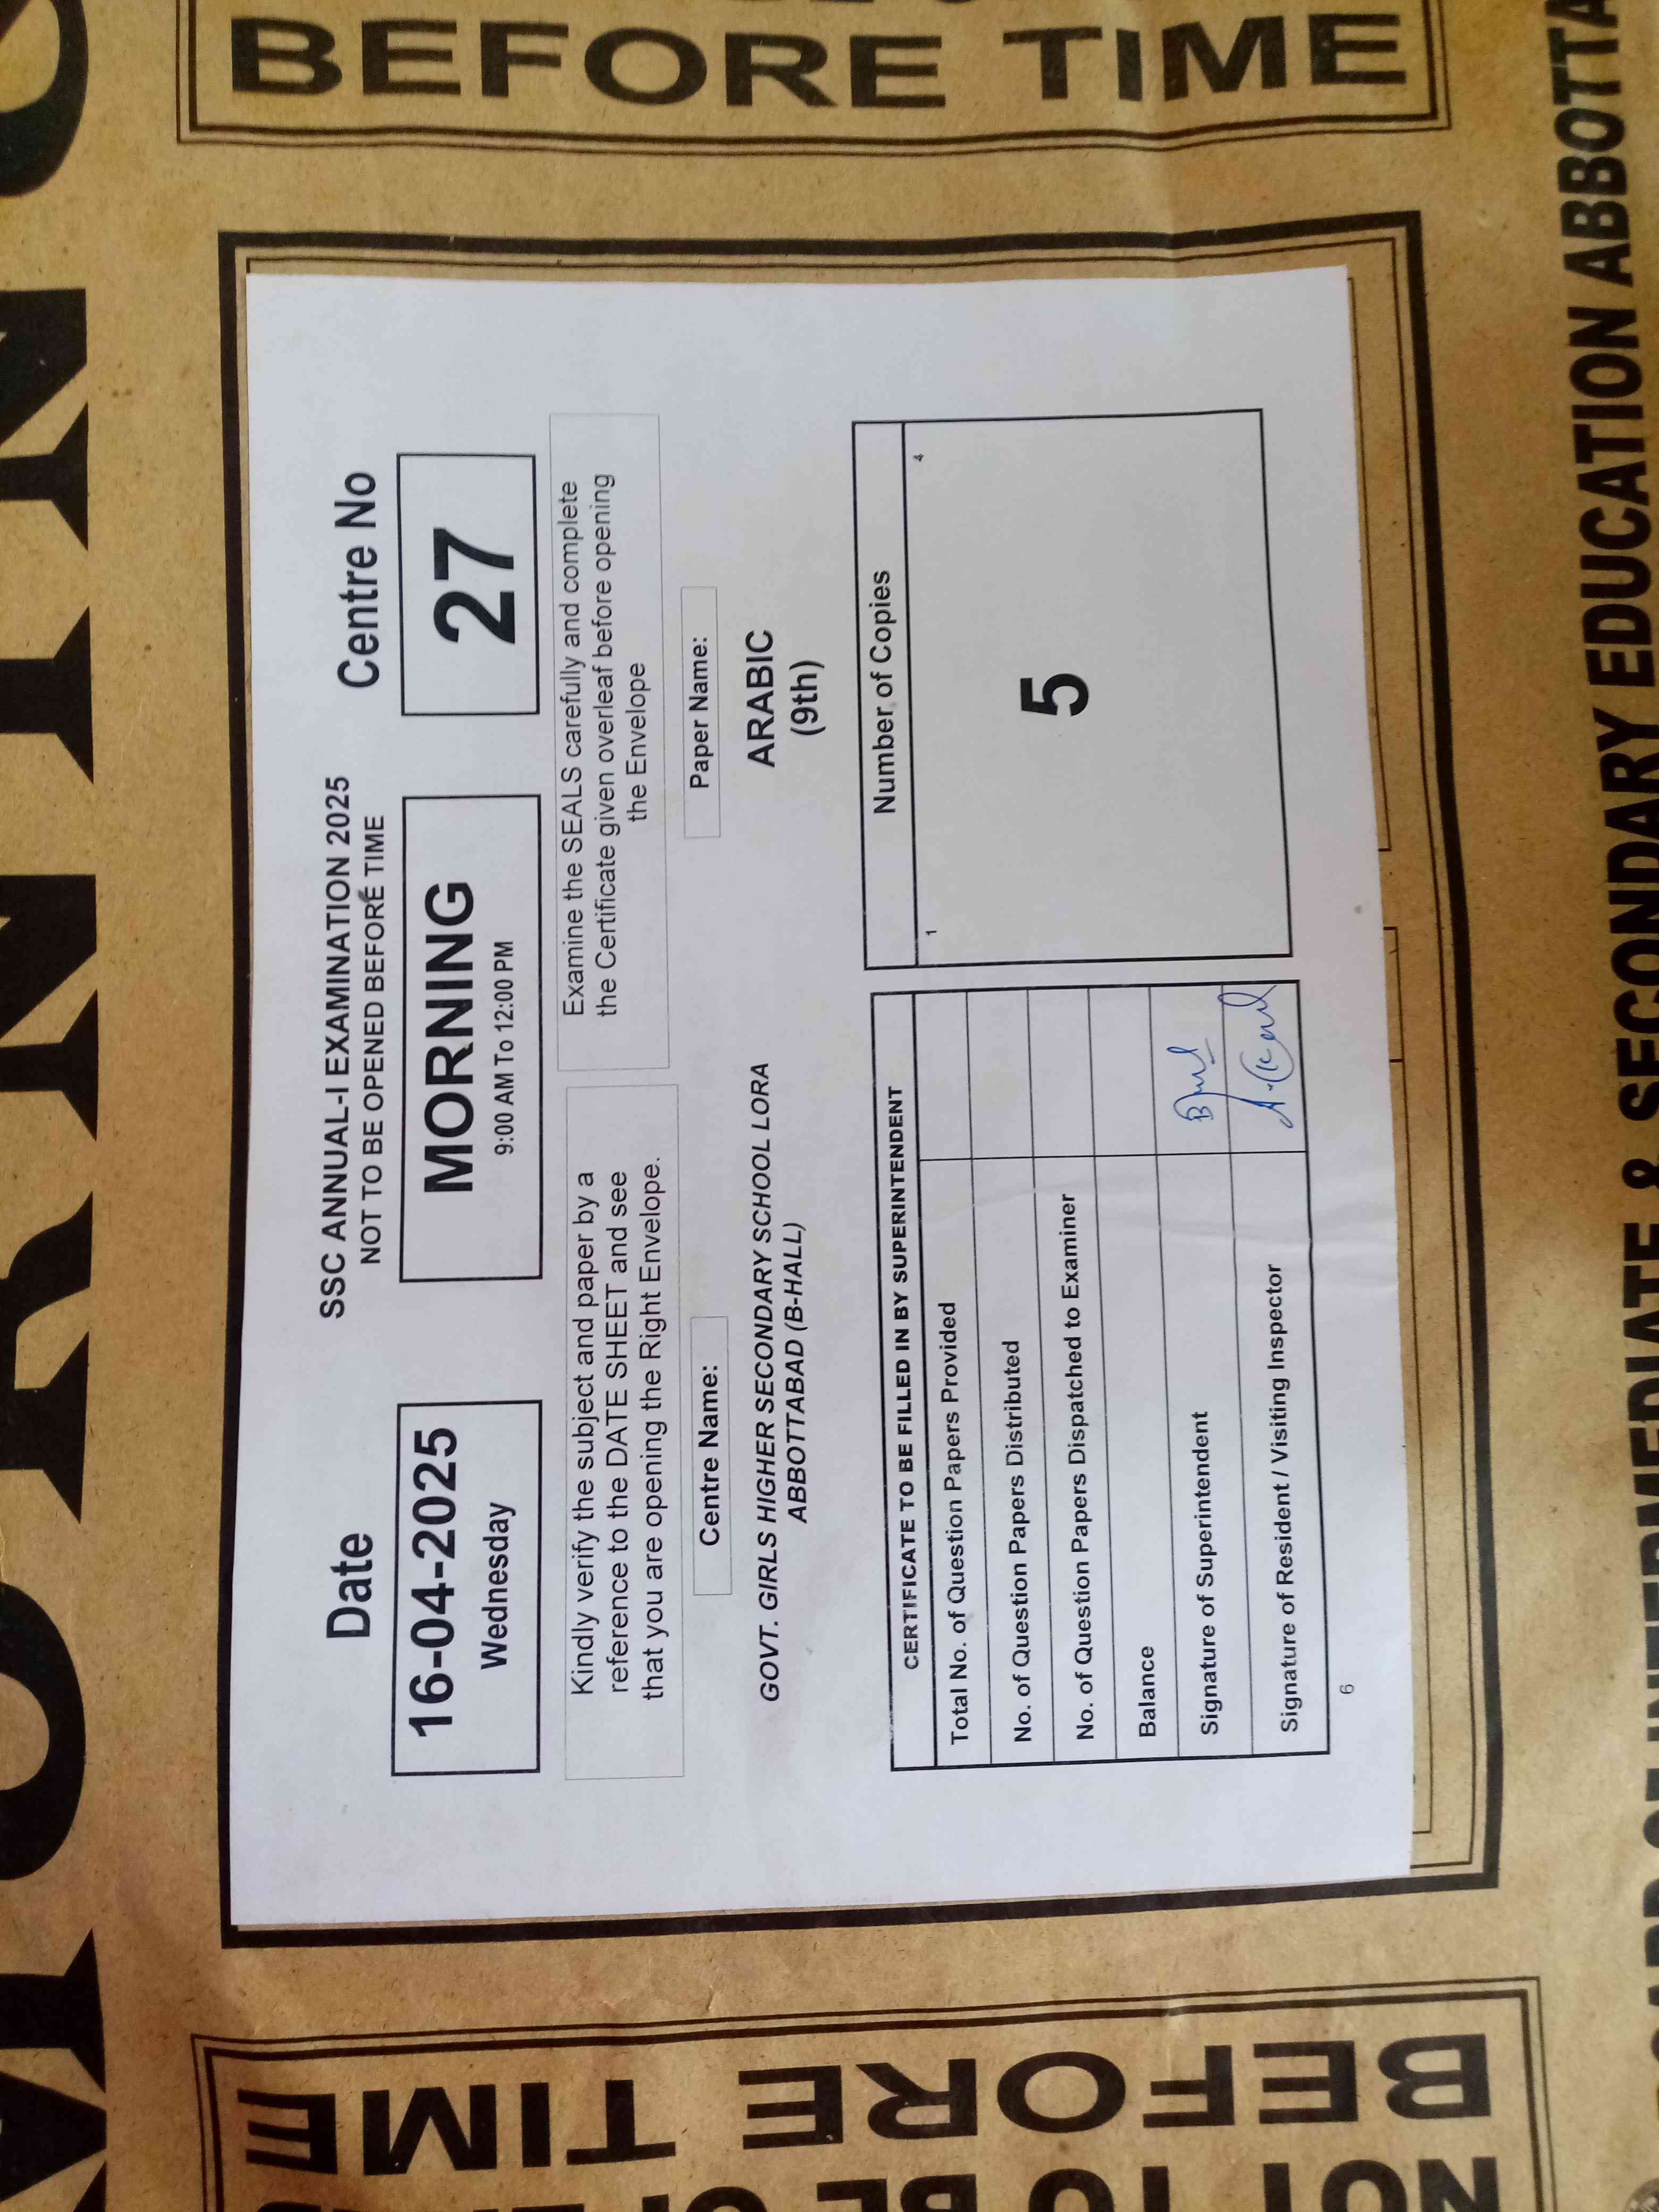 BEFORE TIME
SSC ANNUAL-I EXAMINATION 2025
NOT TO BE OPENED BEFORE TIME
Date
Centre No
16-04-2025
Wednesday
MORNING
9:00 AM To 12:00 PM
27
Kindly verify the subject and paper by a
reference to the DATE SHEET and see
that you are opening the Right Envelope.
Examine the SEALS carefully and complete
the Certificate given overleaf before opening
the Envelope
Centre Name:
Paper Name:
GOVT. GIRLS HIGHER SECONDARY SCHOOL LORA
ABBOTTABAD (B-HALL)
ARABIC
(9th)
CERTIFICATE TO BE FILLED IN BY SUPERINTENDENT
Total No. of Question Papers Provided
No. of Question Papers Distributed
No. of Question Papers Dispatched to Examiner
Balance
Signature of Superintendent
Signature of Resident / Visiting Inspector
Number of Copies
1
4
5
6
INTERMEDIATE & SECONDARY EDUCATION ABBOTTA
BEFORE TIME